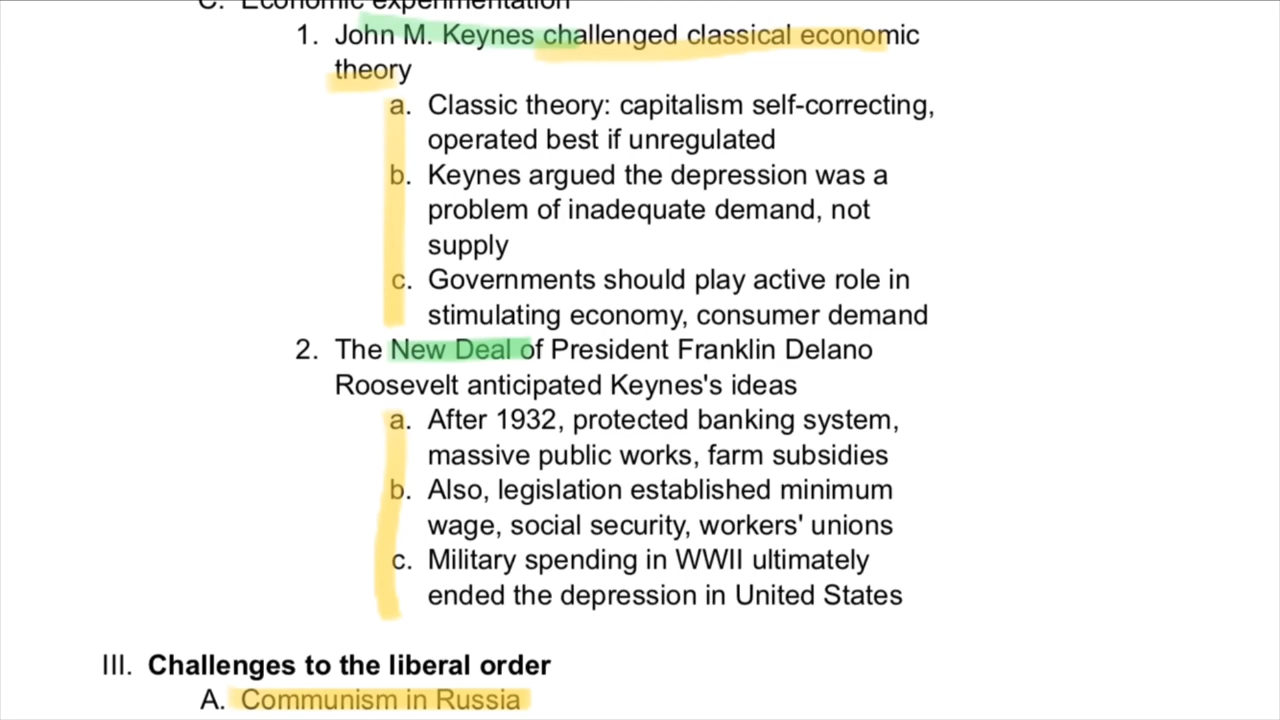 C. Economic experimentation
1. John M. Keynes challenged classical economic
theory
a. Classic theory: capitalism self-correcting,
operated best if unregulated
b. Keynes argued the depression was a
problem of inadequate demand, not
supply
c. Governments should play active role in
stimulating economy, consumer demand
2. The New Deal of President Franklin Delano
Roosevelt anticipated Keynes's ideas
a. After 1932, protected banking system,
massive public works, farm subsidies
b. Also, legislation established minimum
wage, social security, workers' unions
c. Military spending in WWII ultimately
ended the depression in United States
III. Challenges to the liberal order
A. Communism in Russia